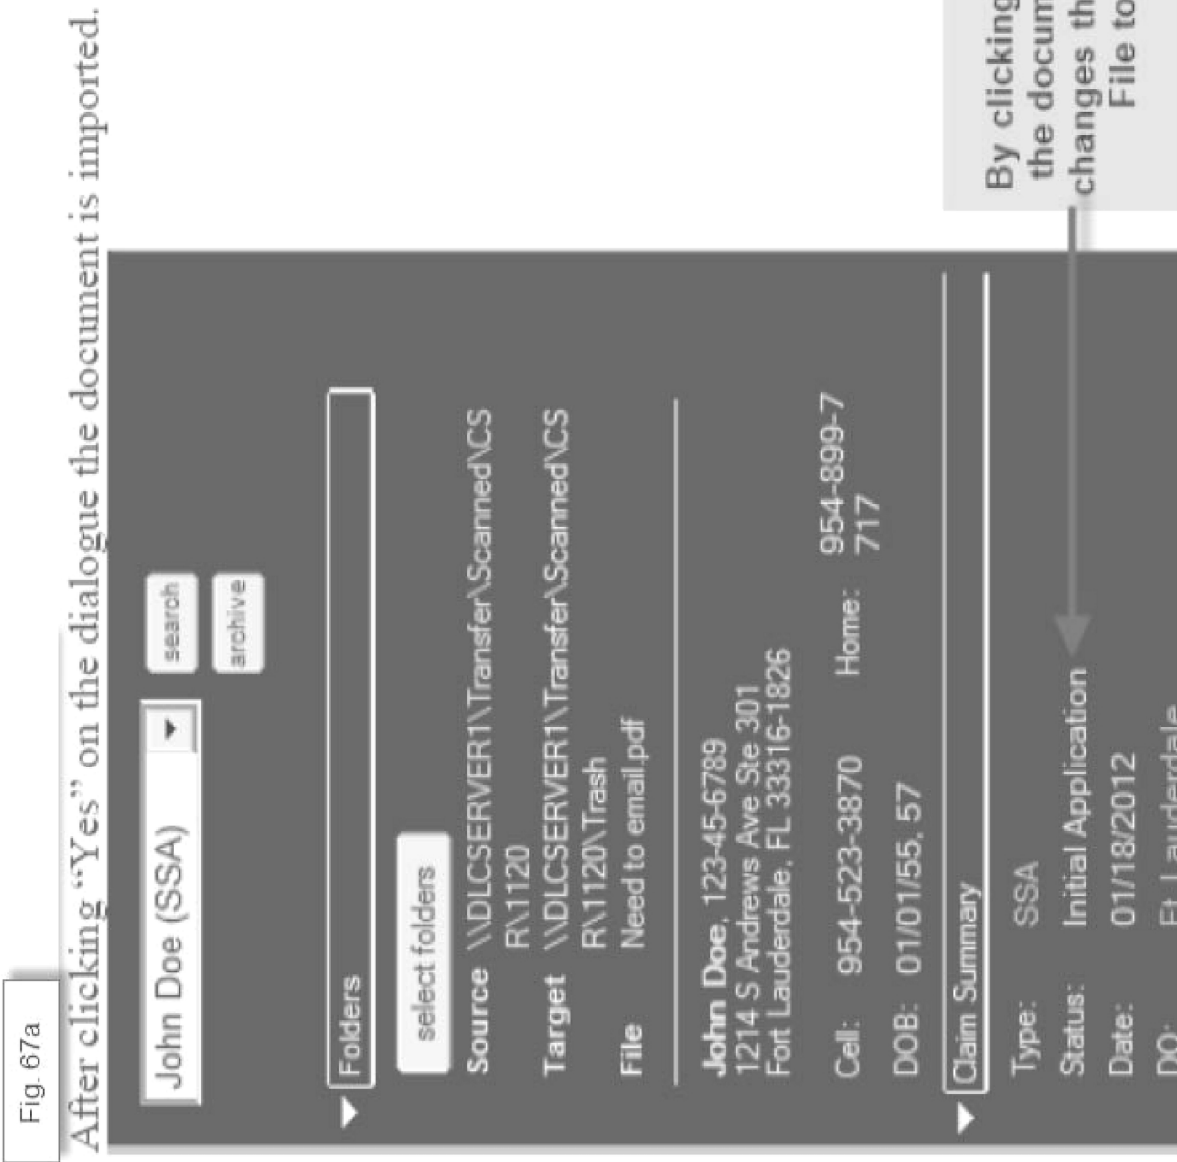 Fig. 67a
After clicking “Yes” on the dialogue the document is imported.
John Doe (SSA)
search
archive
Folders
select folders
Source \\DLCSERVER1\Transfer\Scanned\CS
R\1120
Target \\DLCSERVER1\Transfer\Scanned\CS
R\1120\Trash
File Need to email.pdf
John Doe, 123-45-6789
1214 S Andrews Ave Ste 301
Fort Lauderdale, FL 33316-1826
Cell: 954-523-3870 Home: 954-899-7
717
DOB: 01/01/55, 57
Claim Summary
Type: SSA
Status: Initial Application
Date: 01/18/2012
DO: Ft Lauderdale
By clicking
the docum
changes th
File to